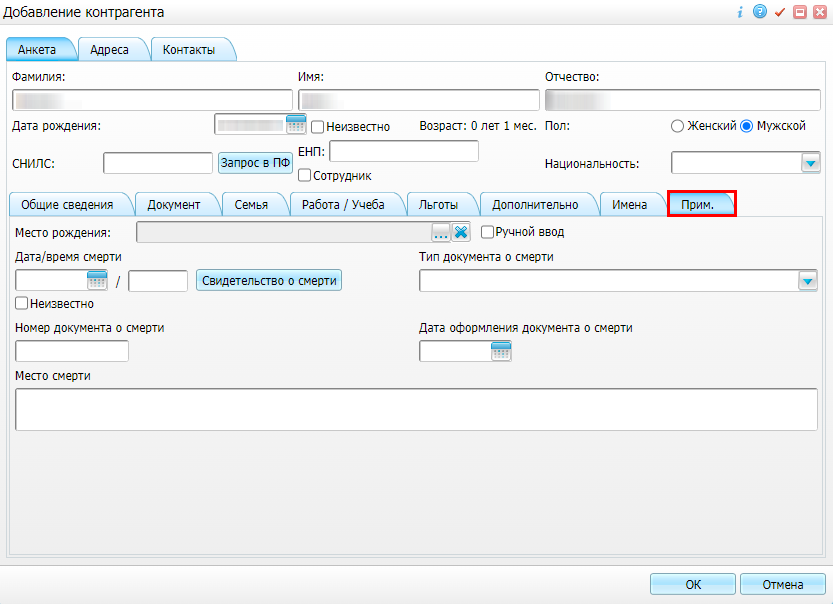 Добавление контрагента
Анкета Адреса Контакты
Фамилия: Имя: Отчество:
Дата рождения: Неизвестно Возраст: 0 лет 1 мес. Пол: Женский Мужской
СНИЛС: Запрос в ПФ ЕНП: Национальность:
Сотрудник
Общие сведения Документ Семья Работа / Учеба Льготы Дополнительно Имена Прим.
Место рождения: ... Ручной ввод
Дата/время смерти Тип документа о смерти
/ Свидетельство о смерти
Неизвестно
Номер документа о смерти Дата оформления документа о смерти
Место смерти
ОК Отмена